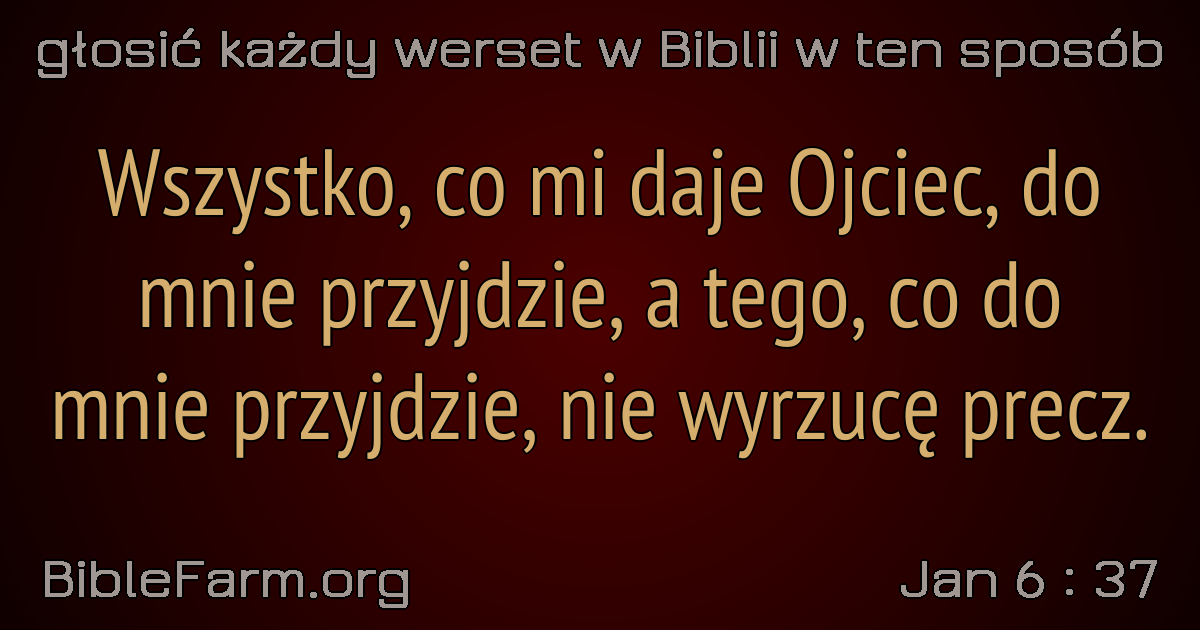 głosić każdy werset w Biblii w ten sposób
Wszystko, co mi daje Ojciec, do
mnie przyjdzie, a tego, co do
mnie przyjdzie, nie wyrzucę precz.
BibleFarm.org
Jan 6 : 37